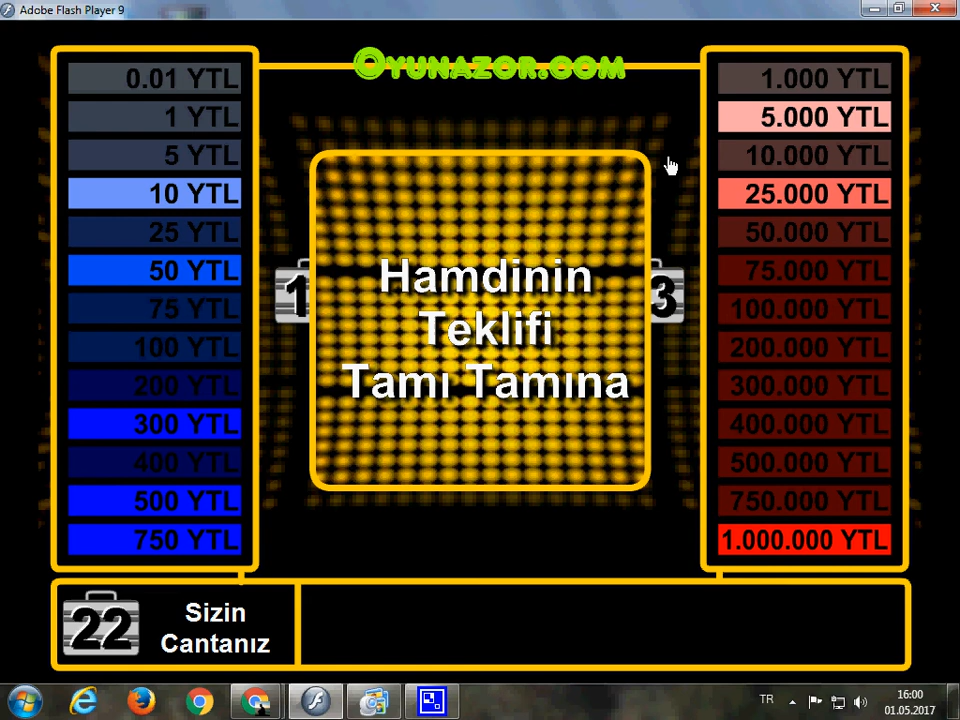 Adobe Flash Player 9
OYUNAZOR.COM
0.01 YTL
1 YTL
5 YTL
10 YTL
25 YTL
50 YTL
75 YTL
100 YTL
200 YTL
300 YTL
400 YTL
500 YTL
750 YTL
1
Hamdinin
Teklifi
Tamı Tamına
3
1.000 YTL
5.000 YTL
10.000 YTL
25.000 YTL
50.000 YTL
75.000 YTL
100.000 YTL
200.000 YTL
300.000 YTL
400.000 YTL
500.000 YTL
750.000 YTL
1.000.000 YTL
22
Sizin
Cantanız
TR
16:00
01.05.2017